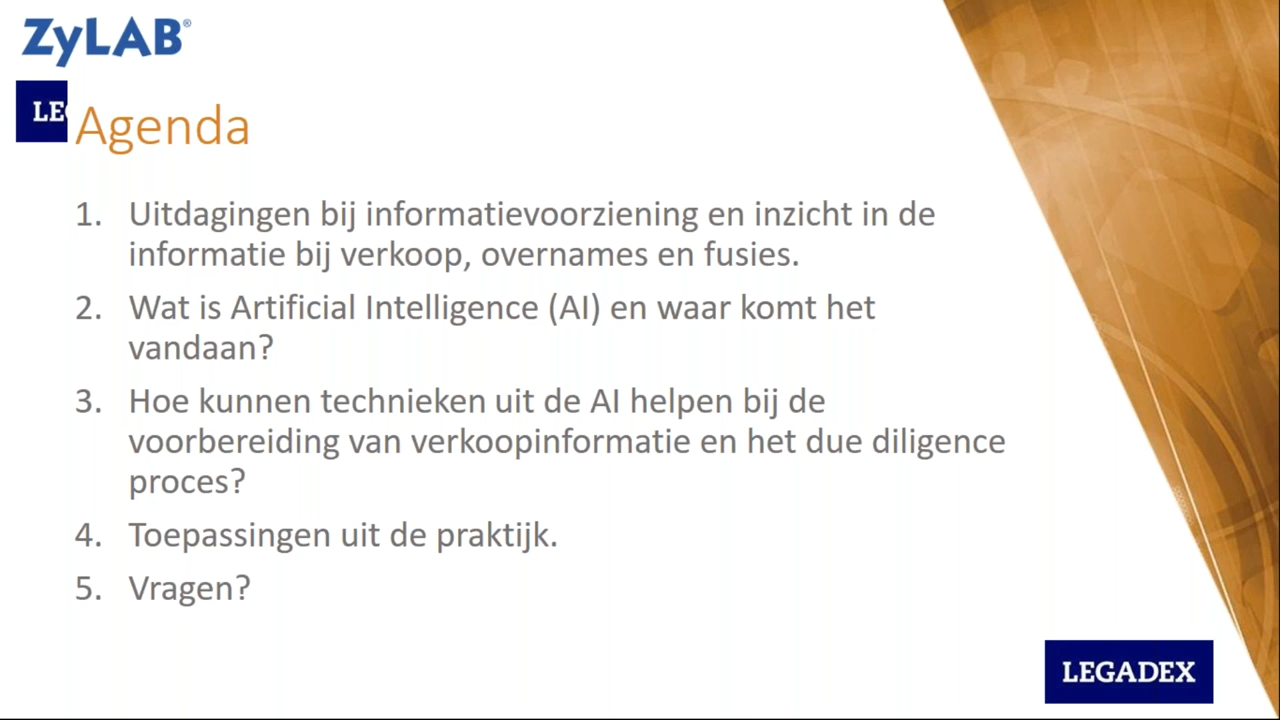 ZyLAB®
LE
Agenda
1. Uitdagingen bij informatievoorziening en inzicht in de
informatie bij verkoop, overnames en fusies.
2. Wat is Artificial Intelligence (AI) en waar komt het
vandaan?
3. Hoe kunnen technieken uit de AI helpen bij de
voorbereiding van verkoopinformatie en het due diligence
proces?
4. Toepassingen uit de praktijk.
5. Vragen?
LEGADEX